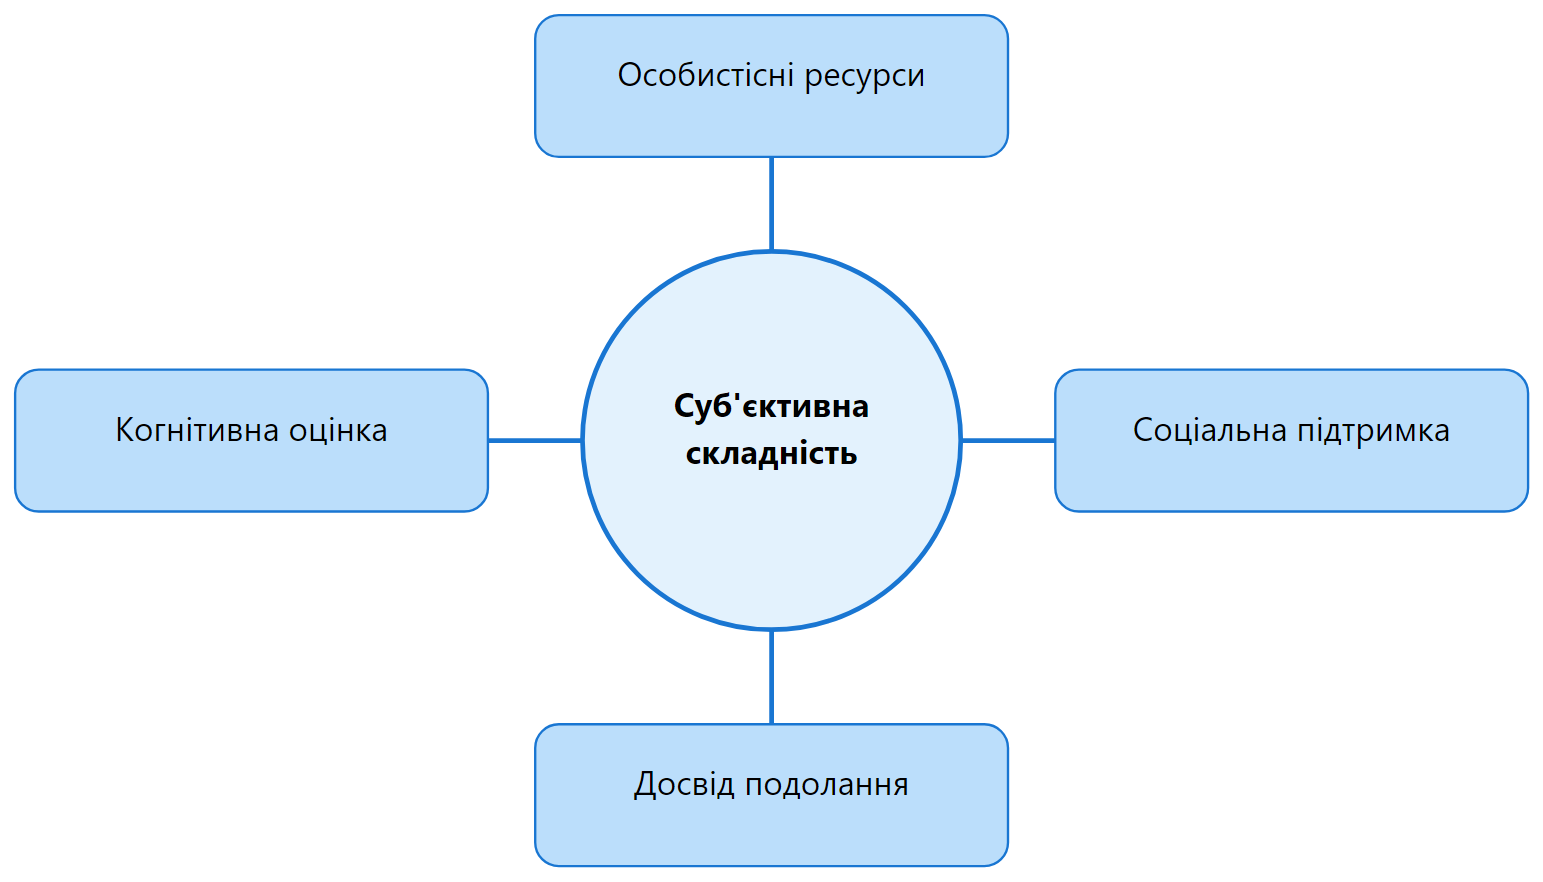 Особистісні ресурси
Когнітивна оцінка
Суб'єктивна
складність
Соціальна підтримка
Досвід подолання